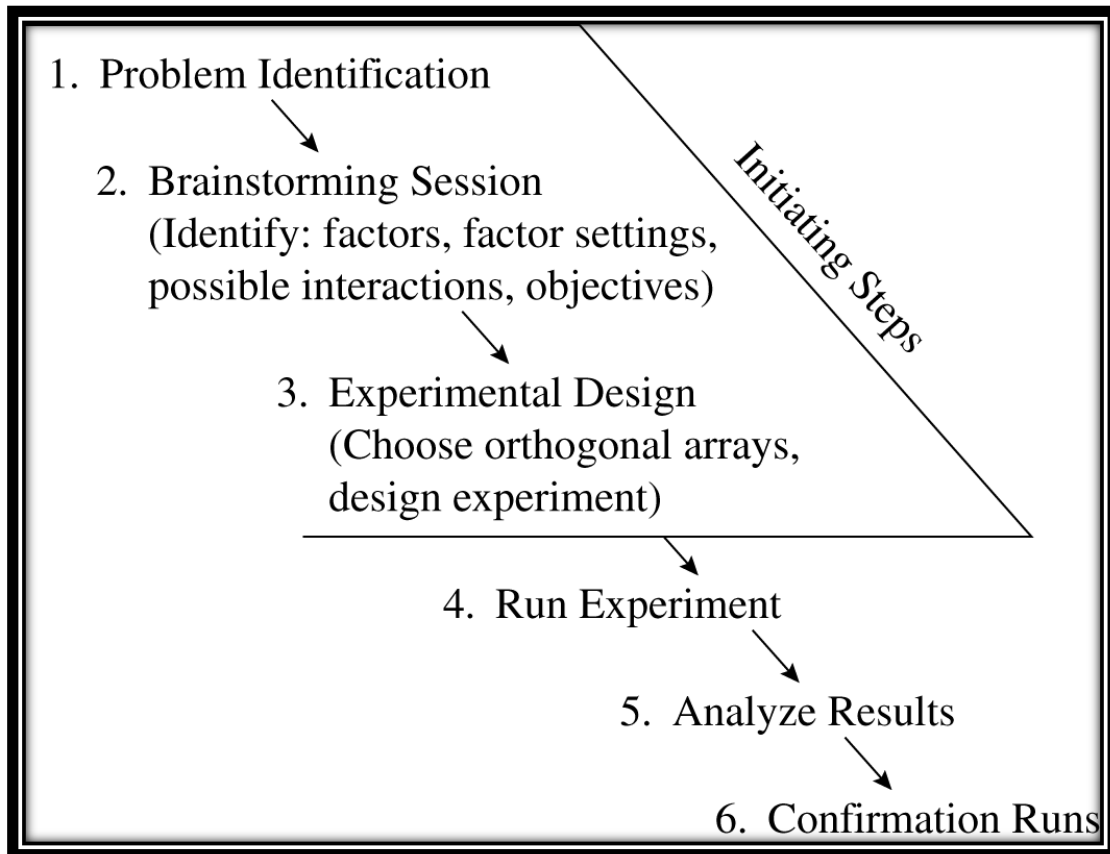 1. Problem Identification
2. Brainstorming Session
(Identify: factors, factor settings,
possible interactions, objectives)
Initiating Steps
3. Experimental Design
(Choose orthogonal arrays,
design experiment)
4. Run Experiment
5. Analyze Results
6. Confirmation Runs